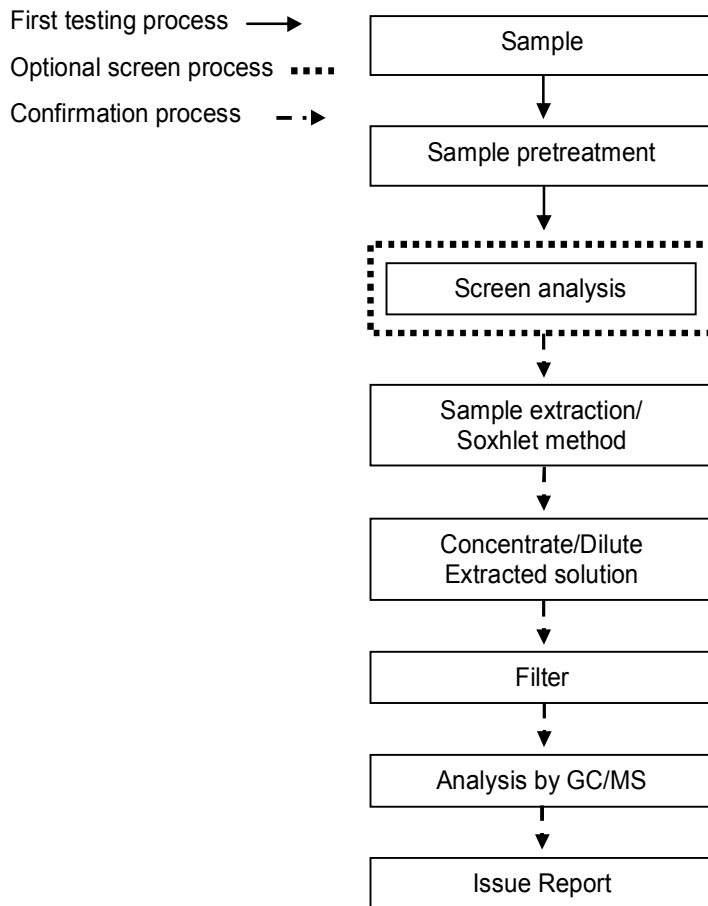 First testing process
Optional screen process
Confirmation process
Sample
Sample pretreatment
Screen analysis
Sample extraction/
Soxhlet method
Concentrate/Dilute
Extracted solution
Filter
Analysis by GC/MS
Issue Report